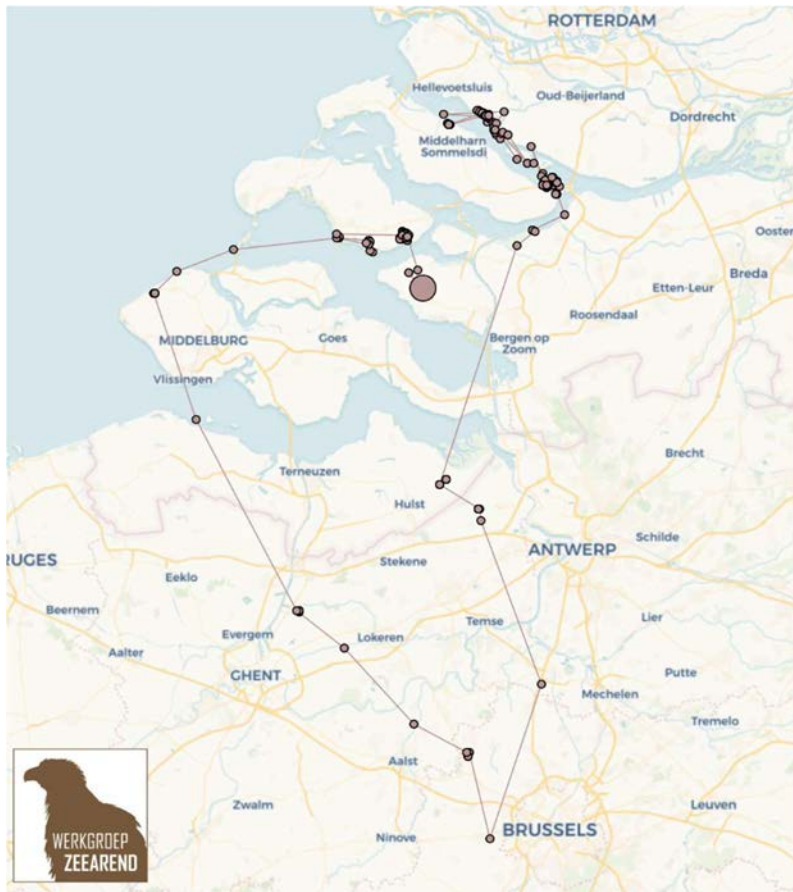 ROTTERDAM
Hellevoetsluis
Oud-Beijerland
Dordrecht
Middelharn
Sommelsdi
Ooster
Breda
Etten-Leur
Roosendaal
MIDDELBURG
Goes
Bergen op
Zoom
Vlissingen
Brecht
Terneuzen
Hulst
Schilde
ANTWERP
RUGES
Stekene
Eeklo
Beernem
Temse
Lier
Evergem
Lokeren
Aalter
GHENT
Putte
Mechelen
Tremelo
Aalst
Zwalm
Leuven
Ninove
BRUSSELS
WERKGROEP
ZEEAREND